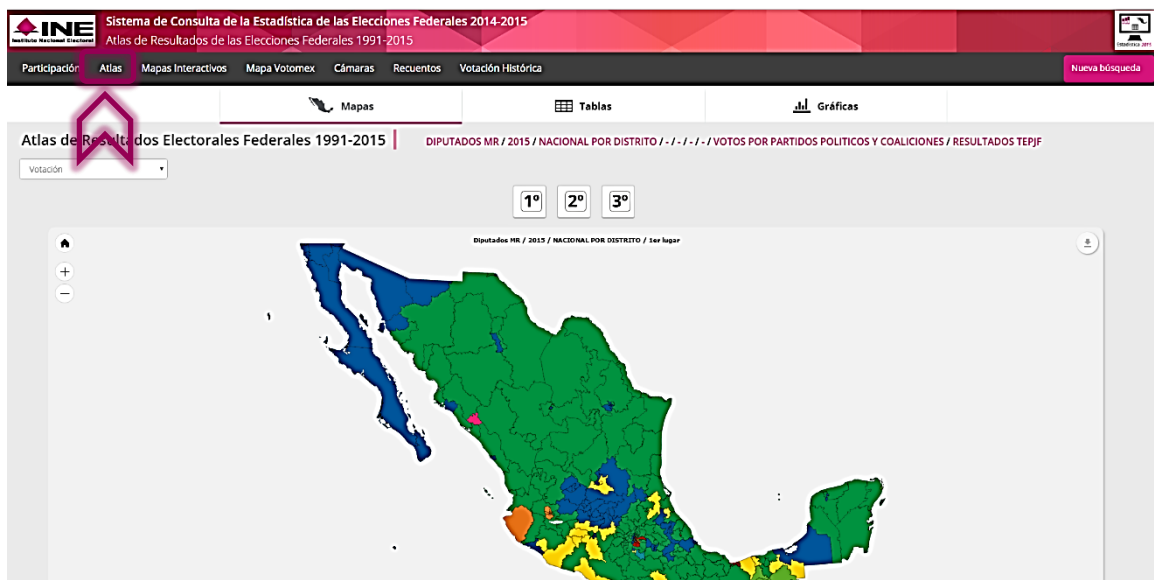 INE
Instituto Nacional Electoral
Sistema de Consulta de la Estadística de las Elecciones Federales 2014-2015
Atlas de Resultados de las Elecciones Federales 1991-2015
Estadística 2015
Participación Atlas Mapas Interactivos Mapa Votomex Cámaras Recuentos Votación Histórica Nueva búsqueda
Mapas Tablas Gráficas
Atlas de Resultados Electorales Federales 1991-2015
DIPUTADOS MR / 2015 / NACIONAL POR DISTRITO / - / - / - / - / VOTOS POR PARTIDOS POLITICOS Y COALICIONES / RESULTADOS TEPJF
Votación
1º 2º 3º
Diputados MR / 2015 / NACIONAL POR DISTRITO / 1er lugar